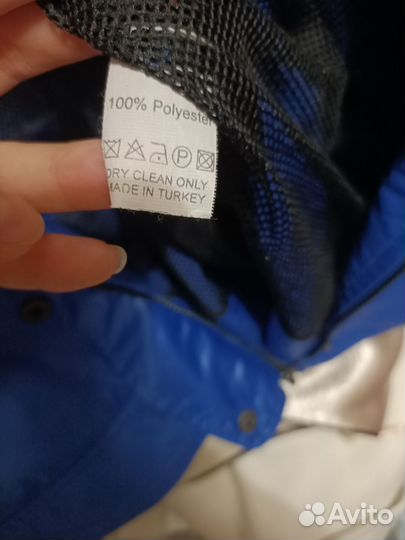 100% Polyester
DRY CLEAN ONLY
MADE IN TURKEY
Avito